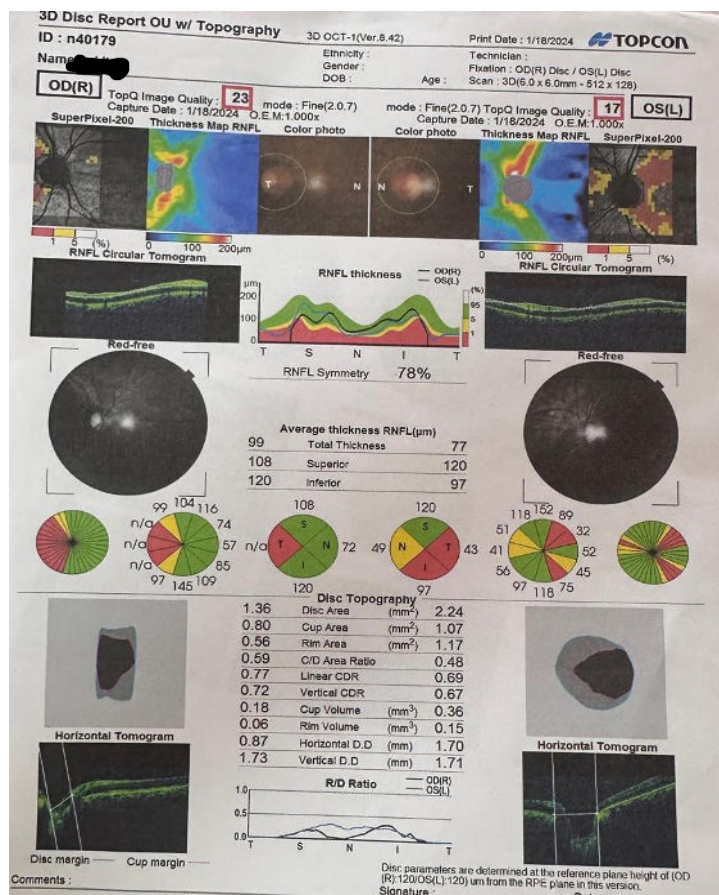 3D Disc Report OU w/ Topography 3D OCT-1(Ver.8.42) Print Date : 1/18/2024 TOPCON
ID : n40179 Ethnicity : Technician :
Name Gender : Fixation : OD(R) Disc / OS(L) Disc
DOB : Age : Scan : 3D(6.0 x 6.0mm - 512 x 128)
OD(R) TopQ Image Quality : 23 mode : Fine(2.0.7) mode : Fine(2.0.7) TopQ Image Quality : 17 OS(L)
Capture Date : 1/18/2024 O.E.M:1.000x Capture Date : 1/18/2024 O.E.M:1.000x
SuperPixel-200 Thickness Map RNFL Color photo Color photo Thickness Map RNFL SuperPixel-200
T N N T
1 5 (%) 0 100 200μm 0 100 200μm 1 5 (%)
RNFL Circular Tomogram RNFL thickness OD(R) OS(L) RNFL Circular Tomogram
μm (%)
200 95
100 5
0 1
T S N I T
Red-free RNFL Symmetry 78% Red-free
Average thickness RNFL(μm)
99 Total Thickness 77
108 Superior 120
120 Inferior 97
99 104 116 108 120 118 152 89
n/a 74 S S 51 32
n/a 57 n/a T N 72 49 N T 43 41 52
n/a 85 I I 56 45
97 145 109 120 97 97 118 75
Disc Topography
1.36 Disc Area (mm²) 2.24
0.80 Cup Area (mm²) 1.07
0.56 Rim Area (mm²) 1.17
0.59 C/D Area Ratio 0.48
0.77 Linear CDR 0.69
0.72 Vertical CDR 0.67
0.18 Cup Volume (mm³) 0.36
0.06 Rim Volume (mm³) 0.15
0.87 Horizontal D.D (mm) 1.70
1.73 Vertical D.D (mm) 1.71
Horizontal Tomogram R/D Ratio OD(R) OS(L) Horizontal Tomogram
1.0
0.5
0.0
T S N I T
Disc margin Cup margin
Disc parameters are determined at the reference plane height of (OD
(R):120/OS(L):120) um from the RPE plane in this version.
Comments : Signature :